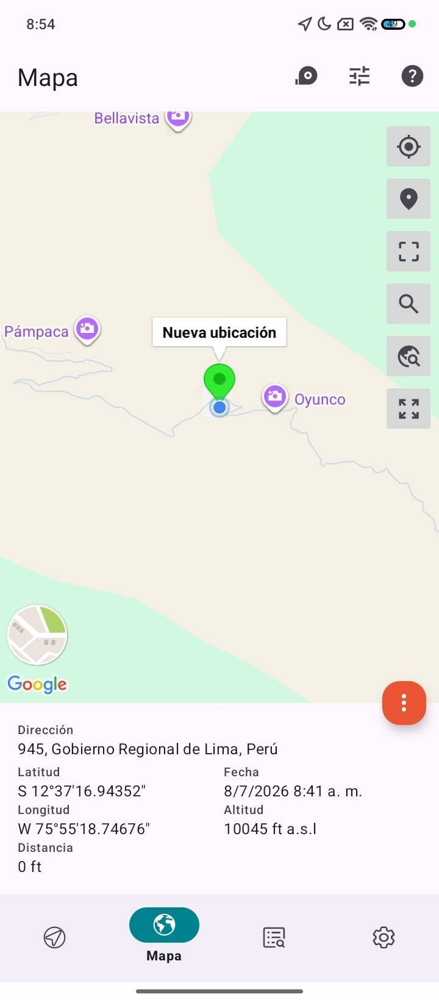 8:54
49
Mapa
Bellavista
Pámpaca
Nueva ubicación
Oyunco
Google
Dirección
945, Gobierno Regional de Lima, Perú
Latitud
S 12°37'16.94352"
Fecha
8/7/2026 8:41 a. m.
Longitud
W 75°55'18.74676"
Altitud
10045 ft a.s.l
Distancia
0 ft
Mapa